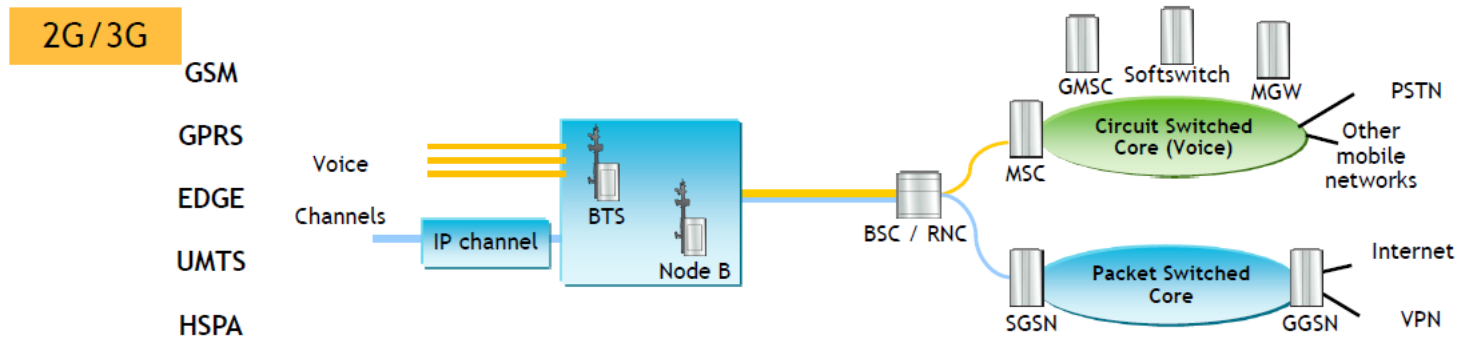 2G/3G
GSM
GPRS
EDGE
UMTS
HSPA
Voice
Channels
IP channel
BTS
Node B
BSC / RNC
GMSC
Softswitch
MGW
MSC
Circuit Switched
Core (Voice)
PSTN
Other
mobile
networks
SGSN
Packet Switched
Core
GGSN
Internet
VPN